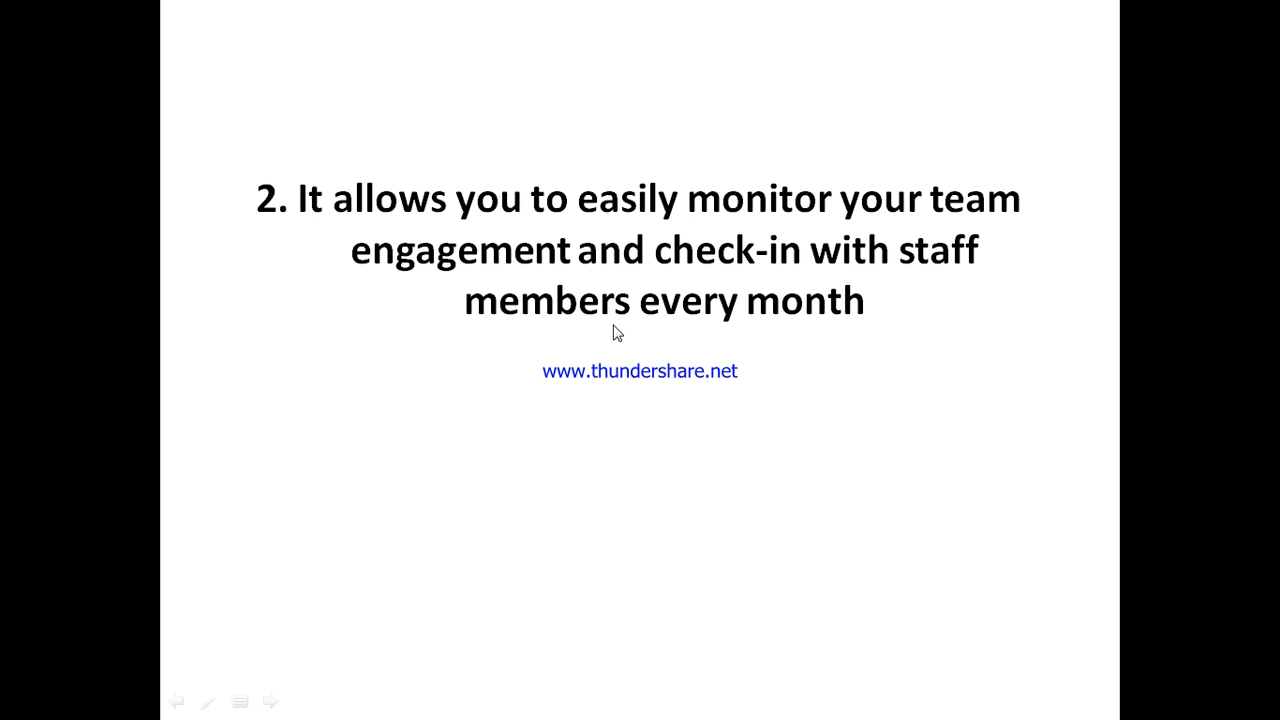 2. It allows you to easily monitor your team
engagement and check-in with staff
members every month
www.thundershare.net